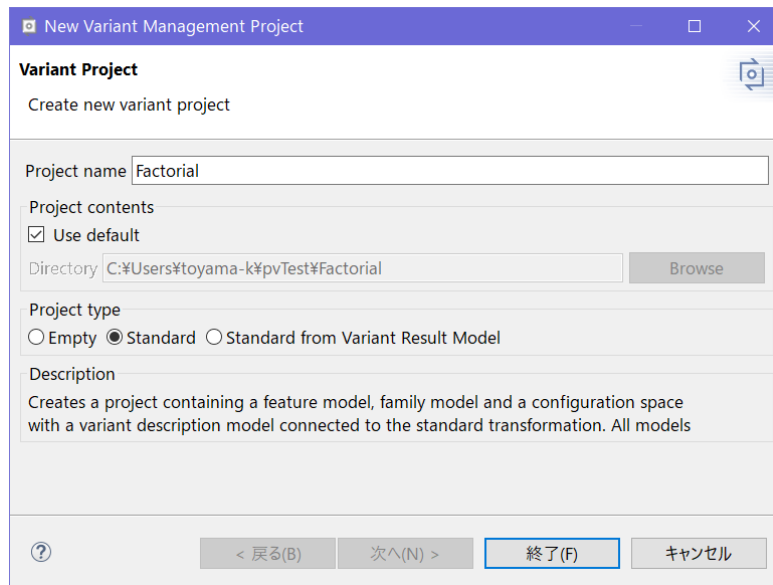 New Variant Management Project
Variant Project
Create new variant project
Project name Factorial
Project contents
Use default
Directory C:¥Users¥toyama-k¥pvTest¥Factorial Browse
Project type
Empty Standard Standard from Variant Result Model
Description
Creates a project containing a feature model, family model and a configuration space
with a variant description model connected to the standard transformation. All models
< 戻る(B) 次へ(N) > 終了(F) キャンセル